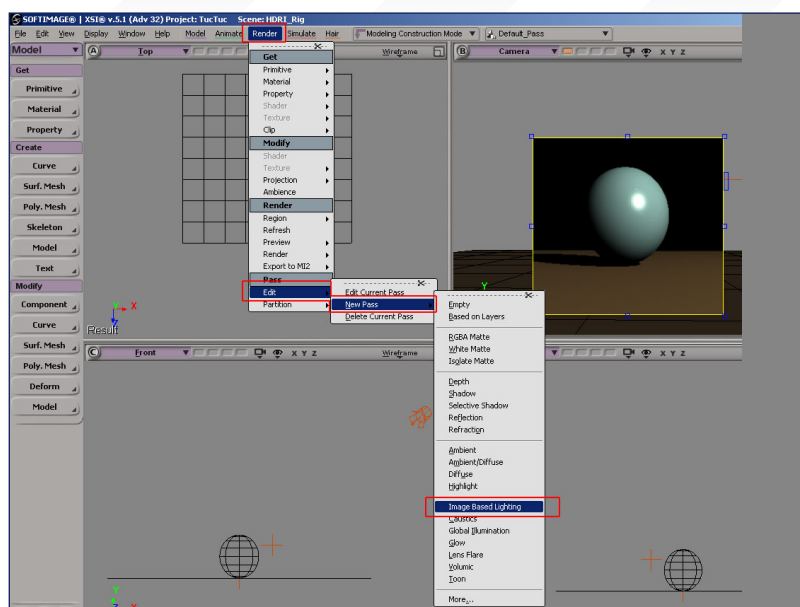 SOFTIMAGE® | XSI® v.5.1 (Adv 32) Project: TucTuc    Scene: HDRI_Rig
File Edit View Display Window Help Model Animate Render Simulate Hair Modeling Construction Mode Default_Pass
Model
A Top Wireframe
B Camera X Y Z
Get
Primitive
Material
Property
Create
Curve
Surf. Mesh
Poly. Mesh
Skeleton
Model
Text
Modify
Component
Curve
Surf. Mesh
Poly. Mesh
Deform
Model
Get
Primitive
Material
Property
Shader
Texture
Clip
Modify
Shader
Texture
Projection
Ambience
Render
Region
Refresh
Preview
Render
Export to MI2
Pass
Edit
Partition
Edit Current Pass
New Pass
Delete Current Pass
Empty
Based on Layers
RGBA Matte
White Matte
Isolate Matte
Depth
Shadow
Selective Shadow
Reflection
Refraction
Ambient
Ambient/Diffuse
Diffuse
Highlight
Image Based Lighting
Caustics
Global Illumination
Glow
Lens Flare
Volumic
Toon
More...
Y
X
Result
Y
C Front X Y Z Wireframe
X Y Z
Y
Z X